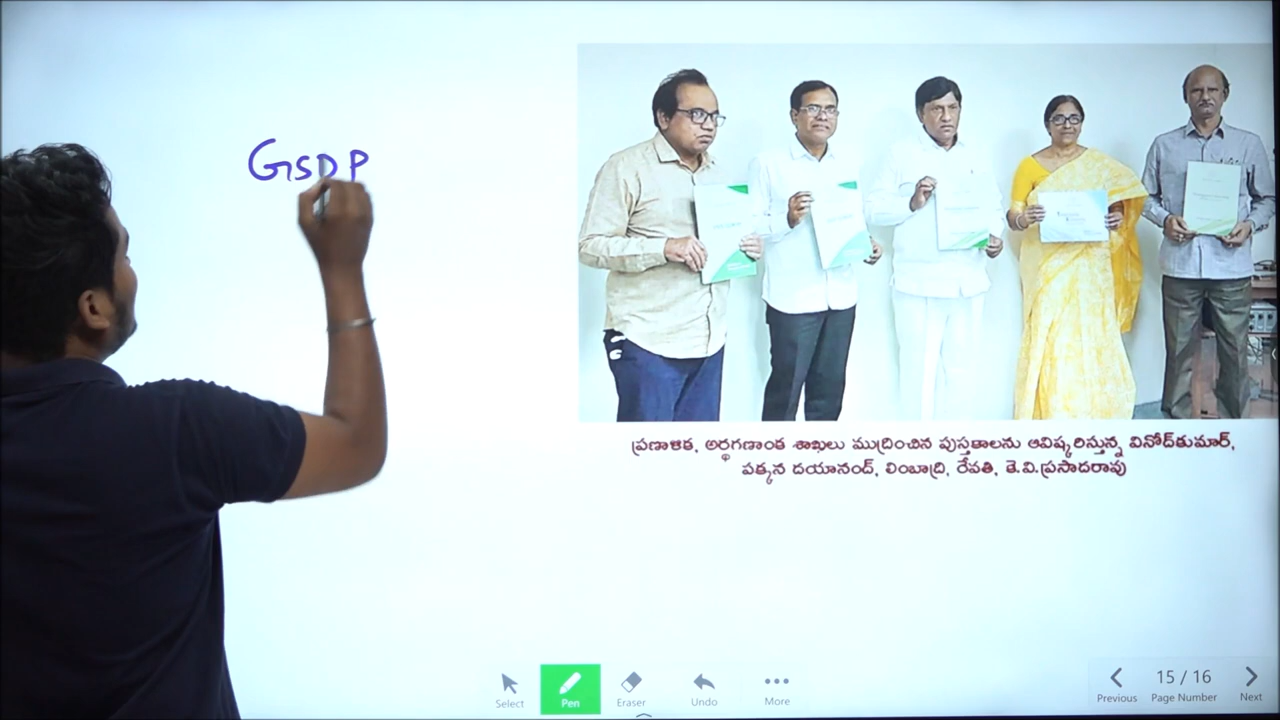 GSDP
ప్రణాళిక, అర్థగణాంక శాఖలు ముద్రించిన పుస్తకాలను ఆవిష్కరిస్తున్న వినోద్‌కుమార్,
పక్కన దయానంద్, లింబాద్రి, రేవతి, కె.వి.ప్రసాదరావు
Select
Pen
Eraser
Undo
More
Previous
15 / 16
Page Number
Next